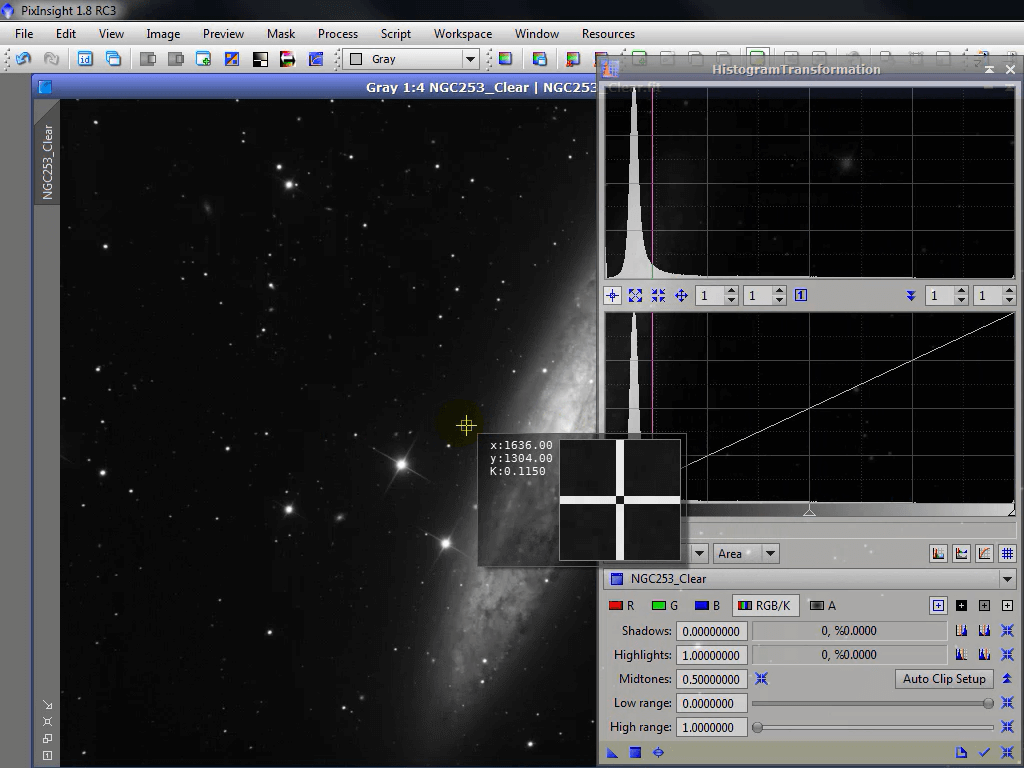 PixInsight 1.8 RC3
File Edit View Image Preview Mask Process Script Workspace Window Resources
Gray
HistogramTransformation
Gray 1:4 NGC253_Clear | NGC253_Clear.fit
NGC253_Clear
1 1 1 1
x:1636.00
y:1304.00
K:0.1150
Area
NGC253_Clear
R G B RGB/K A
Shadows: 0.00000000 0, %0.0000
Highlights: 1.00000000 0, %0.0000
Midtones: 0.50000000 Auto Clip Setup
Low range: 0.0000000
High range: 1.0000000